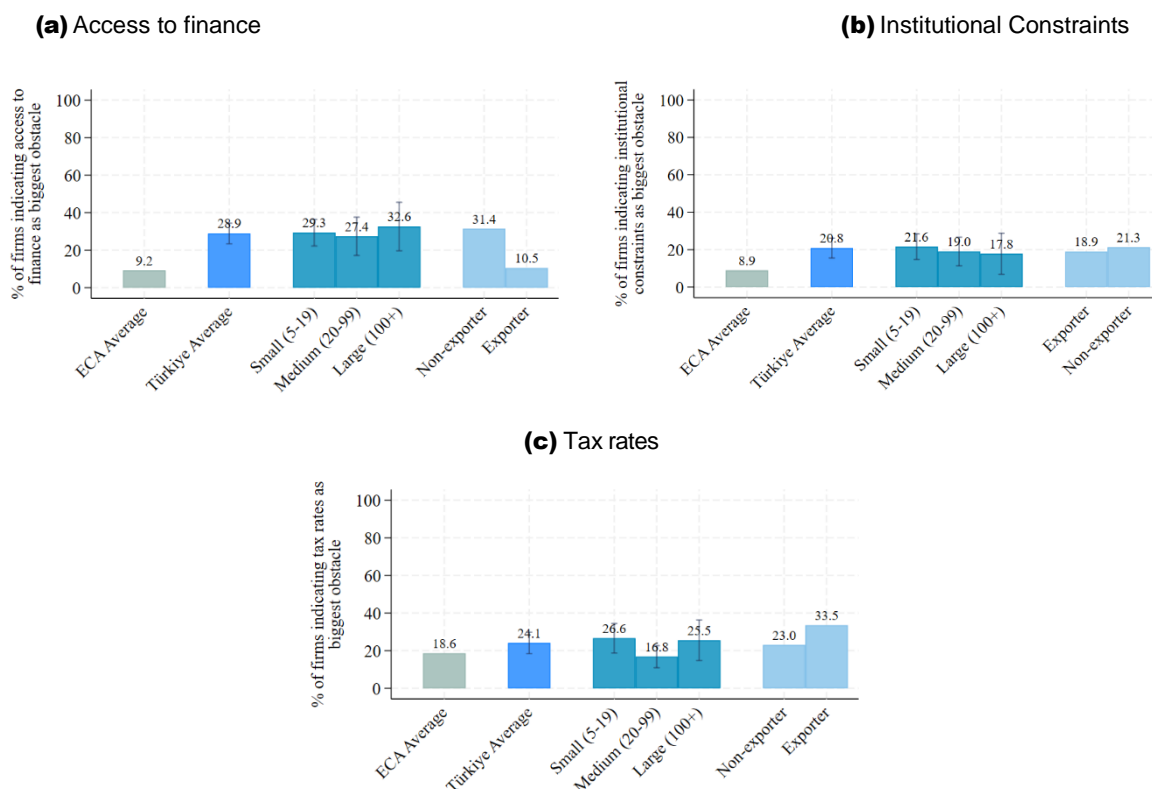 (a) Access to finance
% of firms indicating access to
finance as biggest obstacle
100
80
60
40
20
0
9.2
28.9
29.3
27.4
32.6
31.4
10.5
ECA Average
Türkiye Average
Small (5-19)
Medium (20-99)
Large (100+)
Non-exporter
Exporter
(b) Institutional Constraints
% of firms indicating institutional
constraints as biggest obstacle
100
80
60
40
20
0
8.9
20.8
21.6
19.0
17.8
18.9
21.3
ECA Average
Türkiye Average
Small (5-19)
Medium (20-99)
Large (100+)
Exporter
Non-exporter
(c) Tax rates
% of firms indicating tax rates as
biggest obstacle
100
80
60
40
20
0
18.6
24.1
26.6
16.8
25.5
23.0
33.5
ECA Average
Türkiye Average
Small (5-19)
Medium (20-99)
Large (100+)
Non-exporter
Exporter